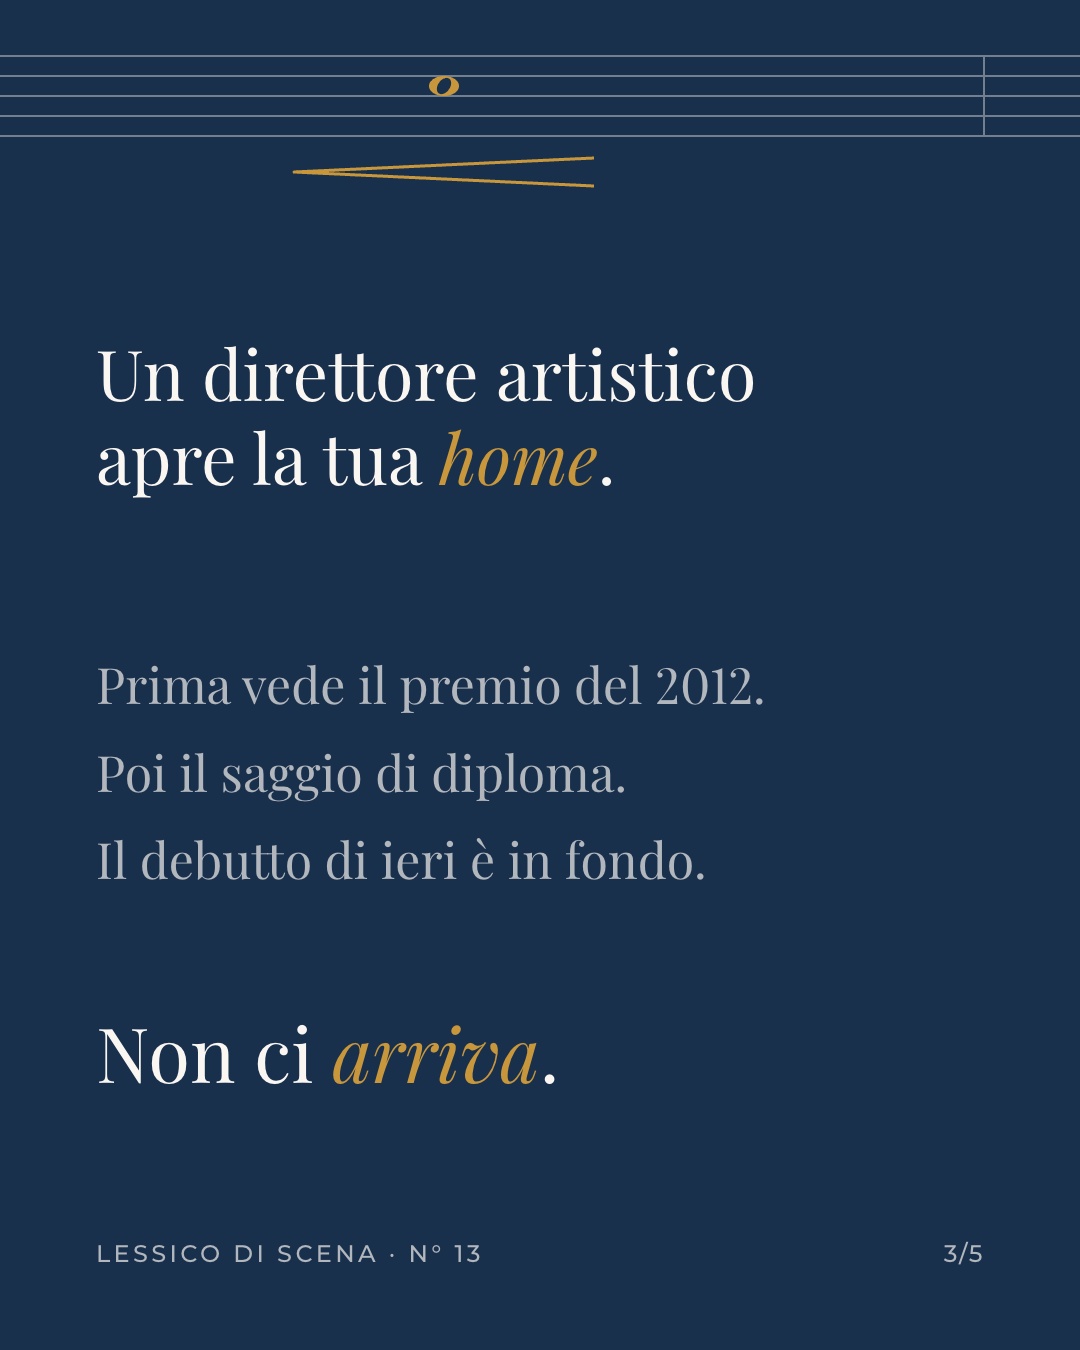 Un direttore artistico
apre la tua home.
Prima vede il premio del 2012.
Poi il saggio di diploma.
Il debutto di ieri è in fondo.
Non ci arriva.
LESSICO DI SCENA · N° 13
3/5